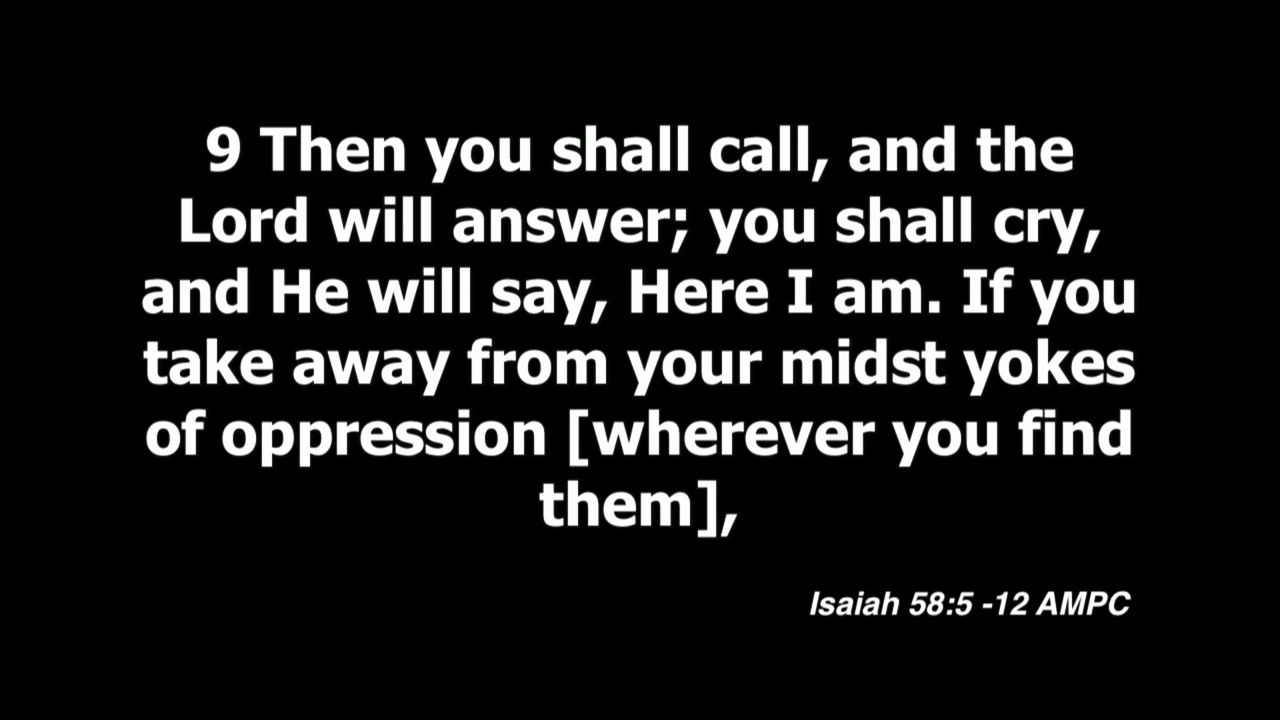 9 Then you shall call, and the
Lord will answer; you shall cry,
and He will say, Here I am. If you
take away from your midst yokes
of oppression [wherever you find
them],
Isaiah 58:5 -12 AMPC